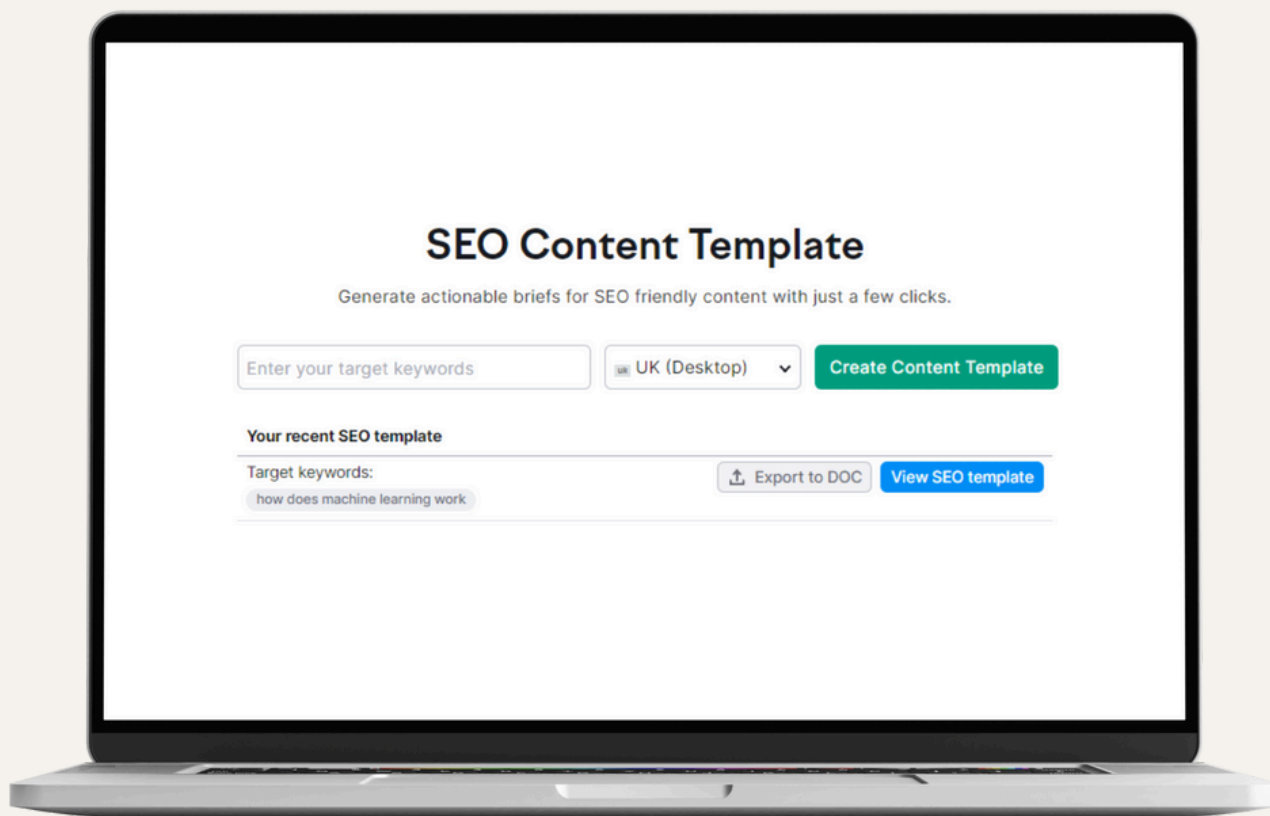 SEO Content Template
Generate actionable briefs for SEO friendly content with just a few clicks.
Enter your target keywords
UK (Desktop)
Create Content Template
Your recent SEO template
Target keywords:
Export to DOC
View SEO template
how does machine learning work